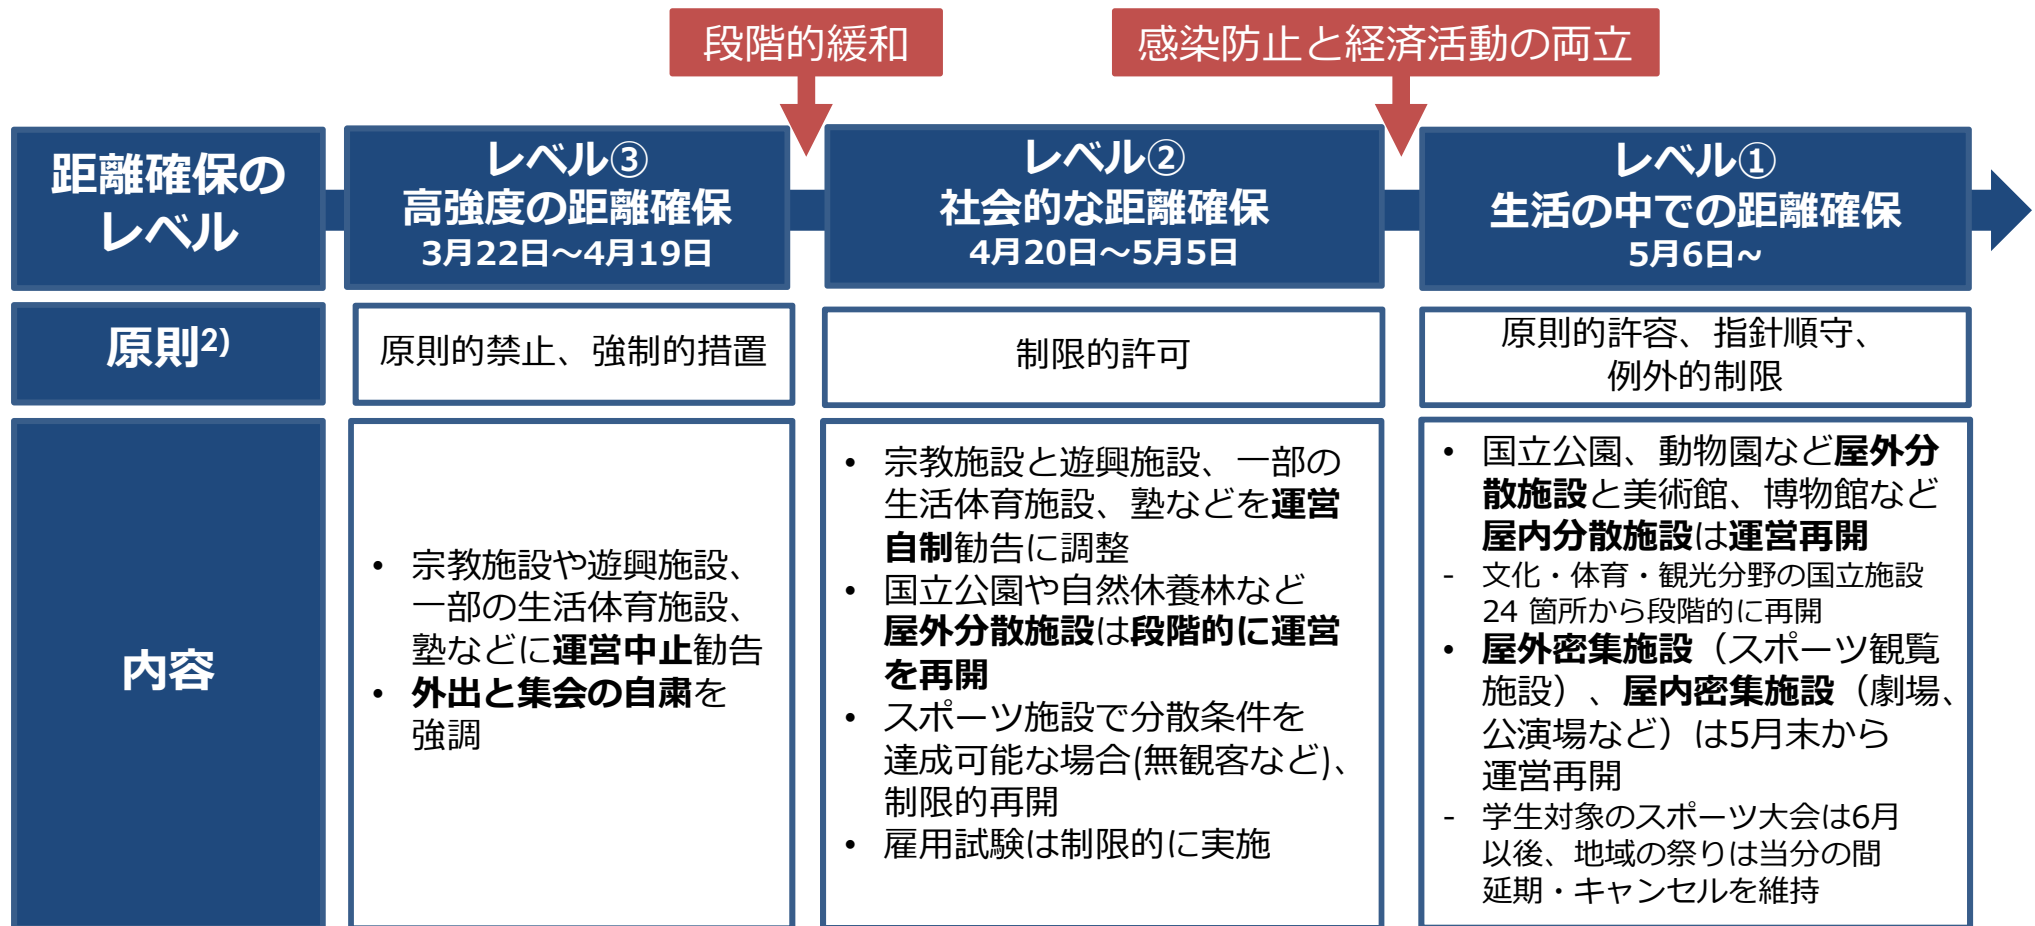 段階的緩和
感染防止と経済活動の両立
距離確保の
レベル
レベル③
高強度の距離確保
3月22日～4月19日
レベル②
社会的な距離確保
4月20日～5月5日
レベル①
生活の中での距離確保
5月6日~
原則2)
原則的禁止、強制的措置
制限的許可
原則的許容、指針順守、
例外的制限
内容
• 宗教施設や遊興施設、
一部の生活体育施設、
塾などに運営中止勧告
• 外出と集会の自粛を
強調
• 宗教施設と遊興施設、一部の
生活体育施設、塾などを運営
自制勧告に調整
• 国立公園や自然休養林など
屋外分散施設は段階的に運営
を再開
• スポーツ施設で分散条件を
達成可能な場合(無観客など)、
制限的再開
• 雇用試験は制限的に実施
• 国立公園、動物園など屋外分
散施設と美術館、博物館など
屋内分散施設は運営再開
- 文化・体育・観光分野の国立施設
24 箇所から段階的に再開
• 屋外密集施設（スポーツ観覧
施設）、屋内密集施設（劇場、
公演場など）は5月末から
運営再開
- 学生対象のスポーツ大会は6月
以後、地域の祭りは当分の間
延期・キャンセルを維持